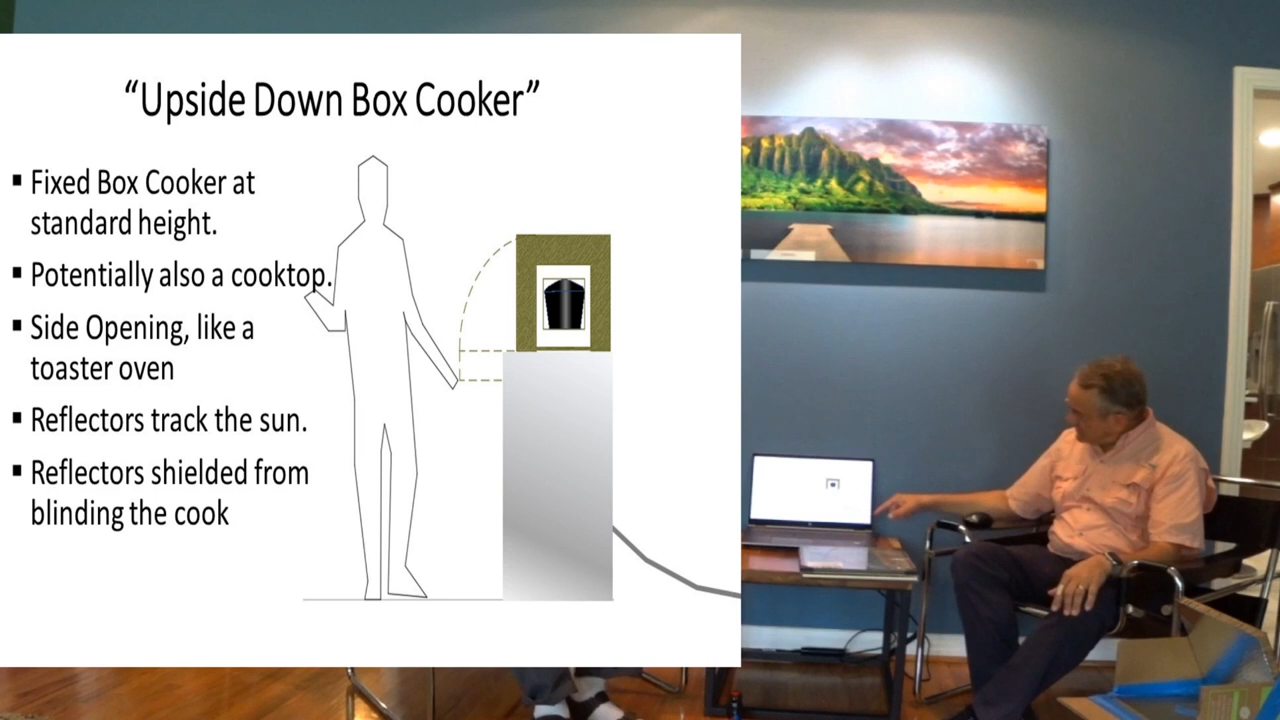 “Upside Down Box Cooker”
▪ Fixed Box Cooker at
standard height.
▪ Potentially also a cooktop.
▪ Side Opening, like a
toaster oven
▪ Reflectors track the sun.
▪ Reflectors shielded from
blinding the cook